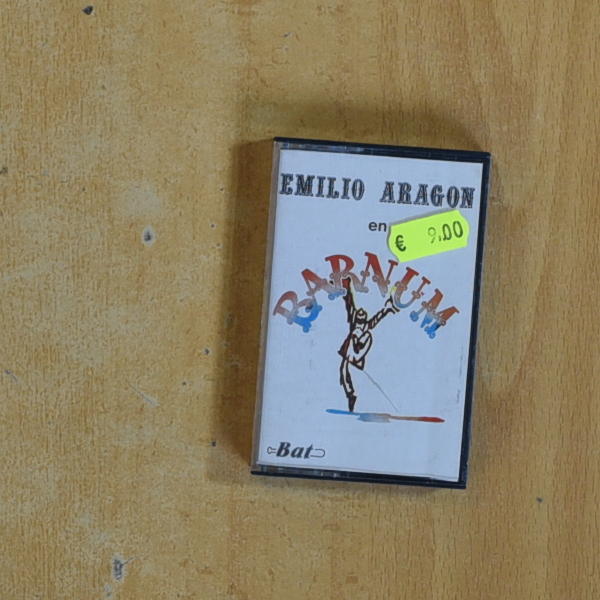 EMILIO ARAGON
en
€ 9.00
BARNUM
Bat